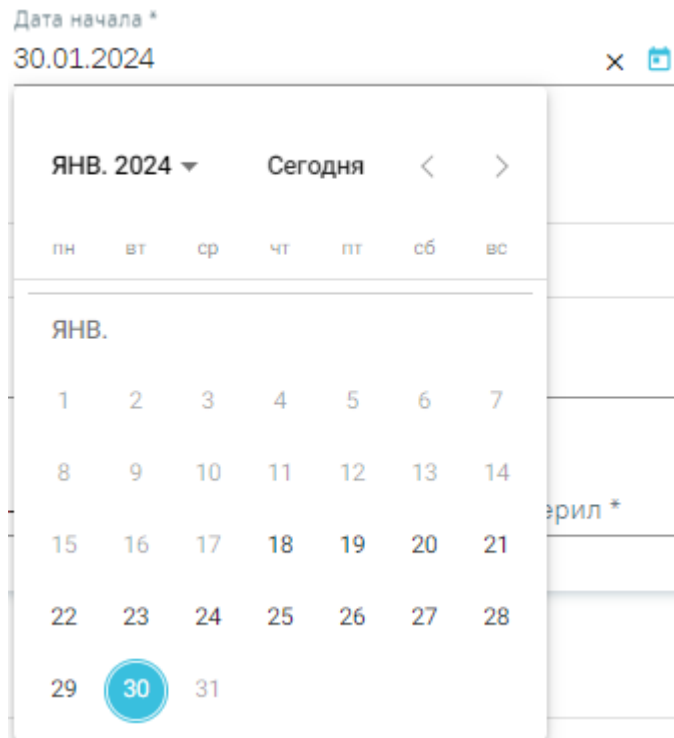 Дата начала *
30.01.2024
ЯНВ. 2024 Сегодня
пн вт ср чт пт сб вс
ЯНВ.
1 2 3 4 5 6 7
8 9 10 11 12 13 14
ерил *
15 16 17 18 19 20 21
22 23 24 25 26 27 28
29 30 31